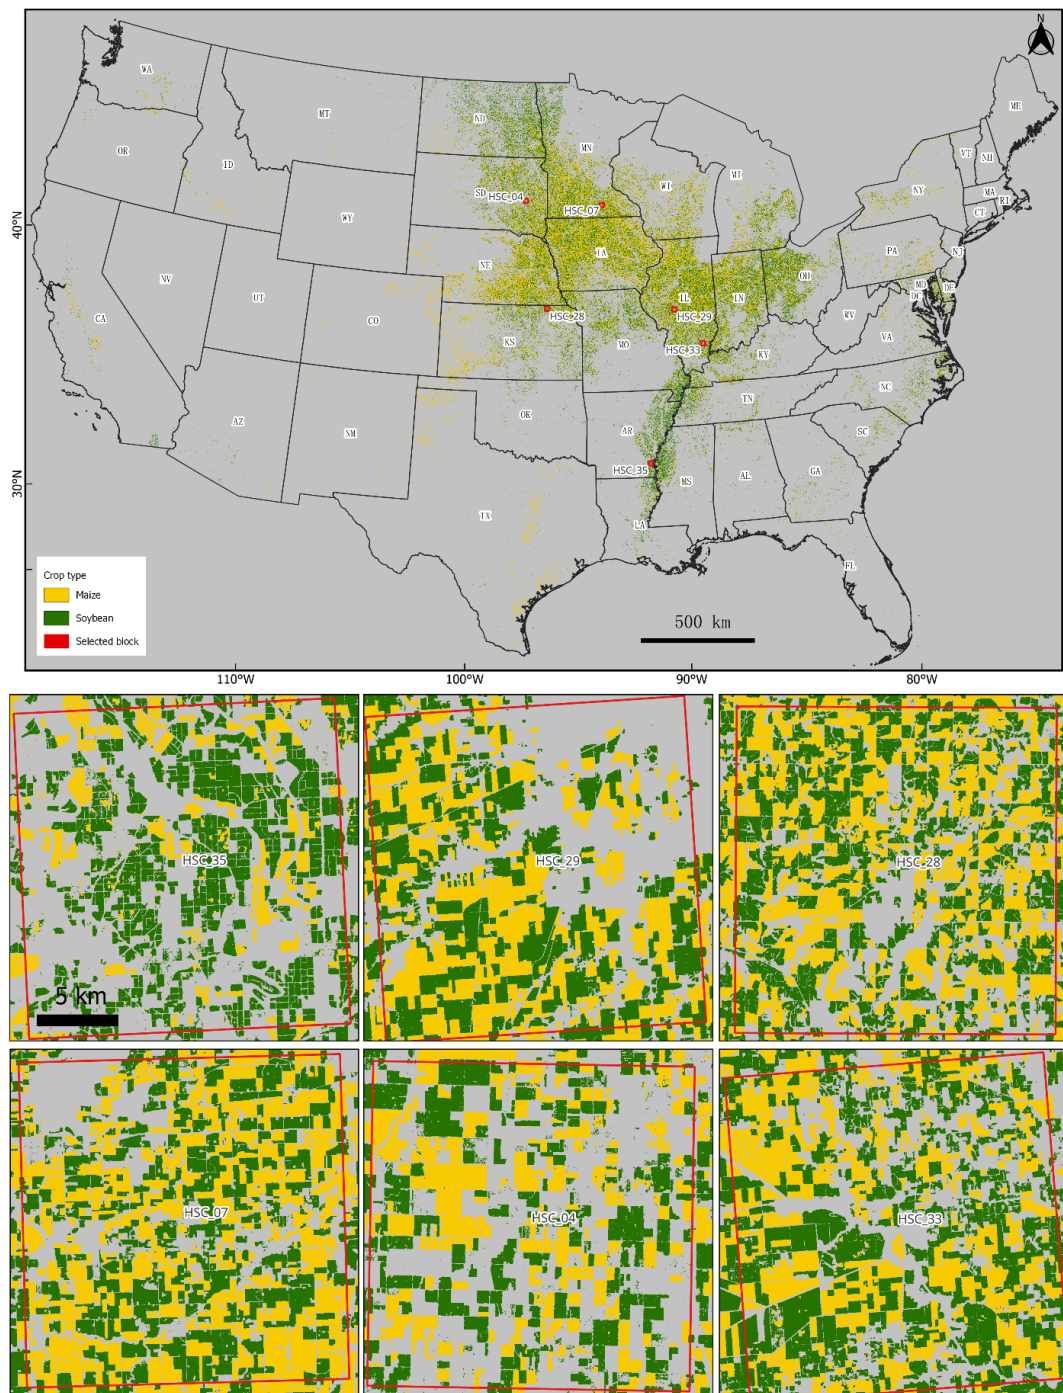 N
WA
MT
ND
MN
ME
OR
ID
SD
WI
MI
VT
NH
NY
MA
RI
CT
WY
HSC_04
HSC_07
40°N
NV
UT
NE
IA
PA
NJ
IL
IN
OH
MD
DE
DC
CA
CO
KS
HSC_28
HSC_29
WV
MO
HSC_33
KY
VA
NC
TN
AZ
NM
OK
AR
SC
HSC_35
MS
AL
GA
30°N
TX
LA
FL
Crop type
Maize
Soybean
Selected block
500 km
110°W
100°W
90°W
80°W
HSC_35
HSC_29
HSC_28
5 km
HSC_07
HSC_04
HSC_33